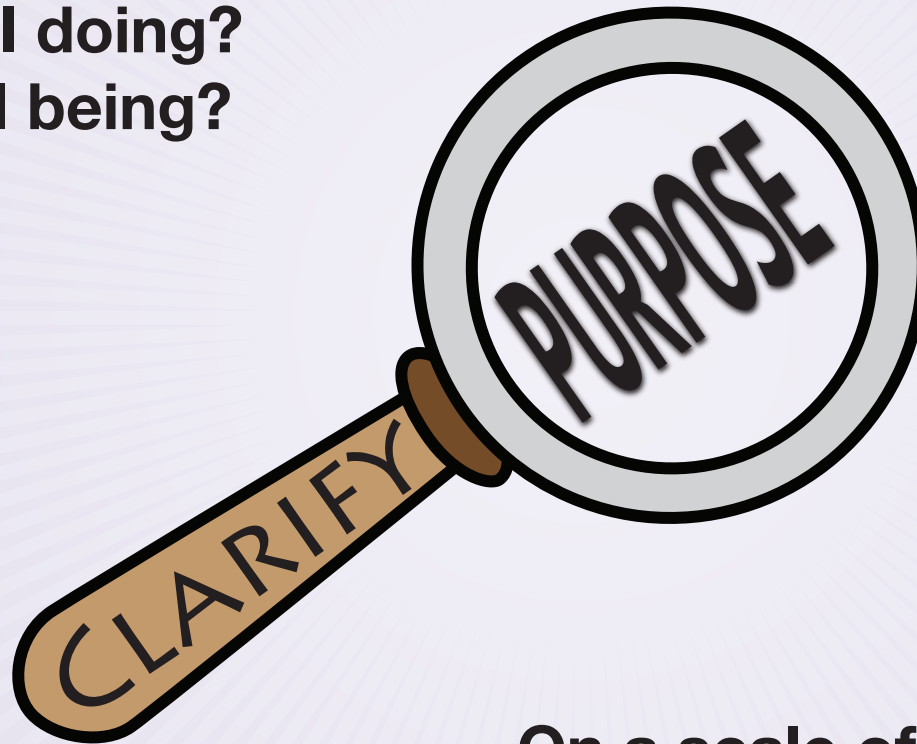 I doing?
I being?
PURPOSE
CLARIFY
On a scale of